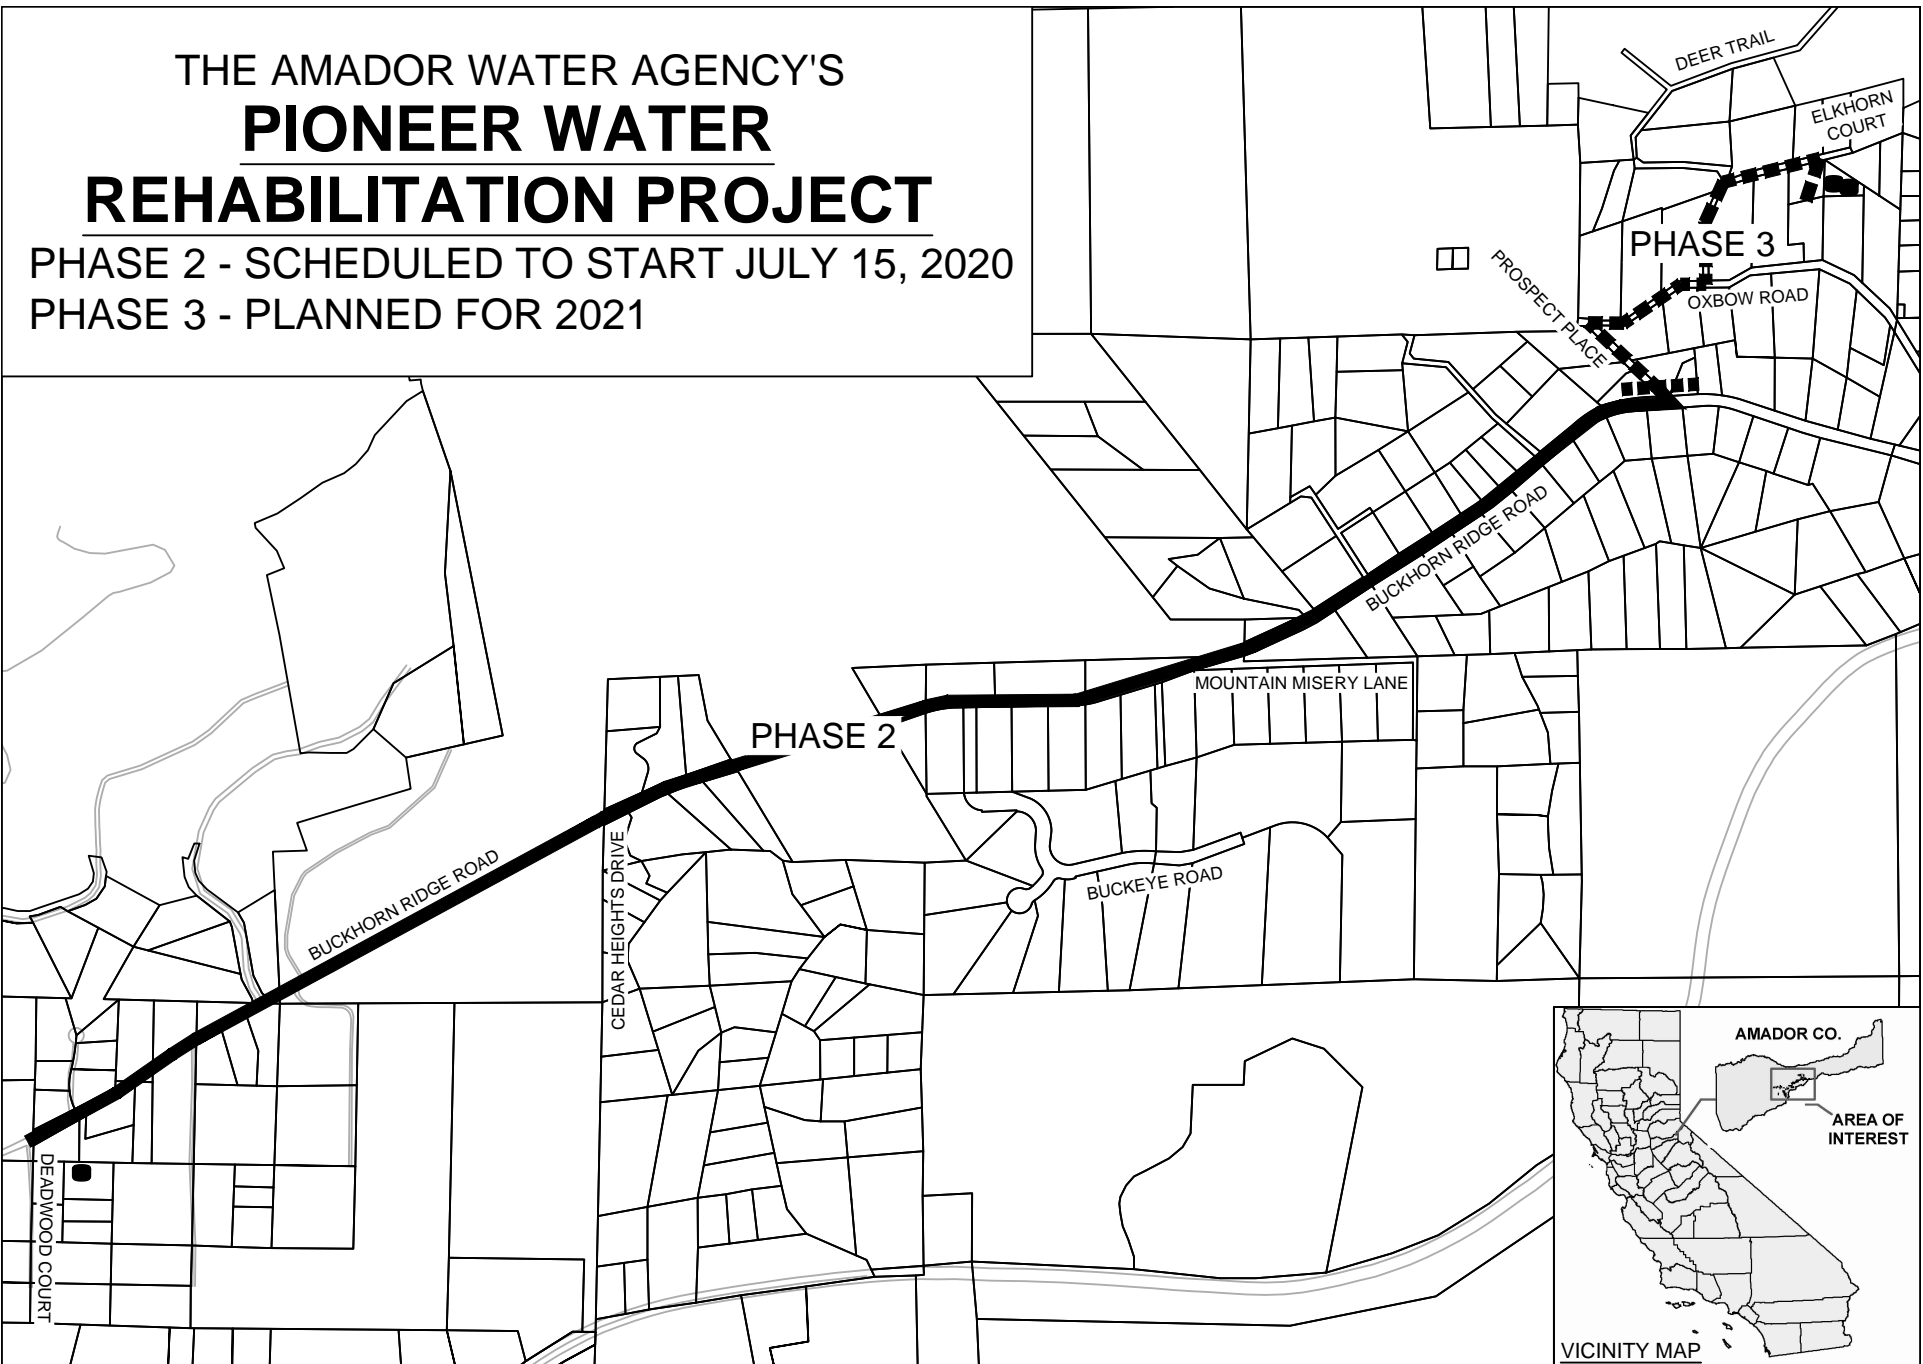 THE AMADOR WATER AGENCY'S
PIONEER WATER
REHABILITATION PROJECT
PHASE 2 - SCHEDULED TO START JULY 15, 2020
PHASE 3 - PLANNED FOR 2021
DEER TRAIL
ELKHORN
COURT
PHASE 3
PROSPECT PLACE
OXBOW ROAD
BUCKHORN RIDGE ROAD
MOUNTAIN MISERY LANE
PHASE 2
BUCKEYE ROAD
BUCKHORN RIDGE ROAD
CEDAR HEIGHTS DRIVE
DEADWOOD COURT
AMADOR CO.
AREA OF
INTEREST
VICINITY MAP